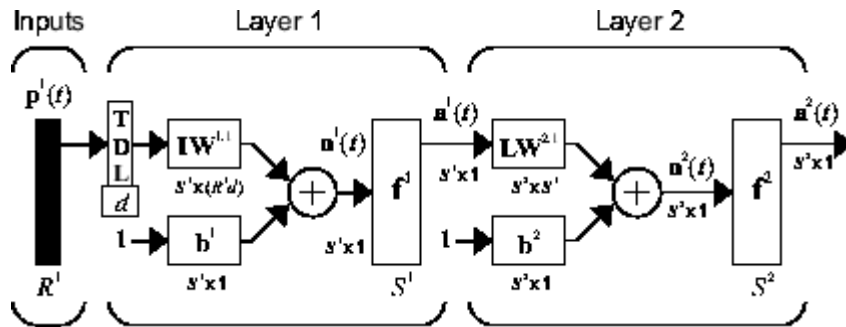 Inputs
Layer 1
Layer 2
p¹(t)
T
D
L
d
IW¹·¹
S¹x(R¹d)
1
b¹
S¹x1
n¹(t)
S¹x1
f¹
a¹(t)
S¹x1
LW²·¹
S²xS¹
1
b²
S²x1
n²(t)
S²x1
f²
a²(t)
S²x1
R¹
S¹
S²